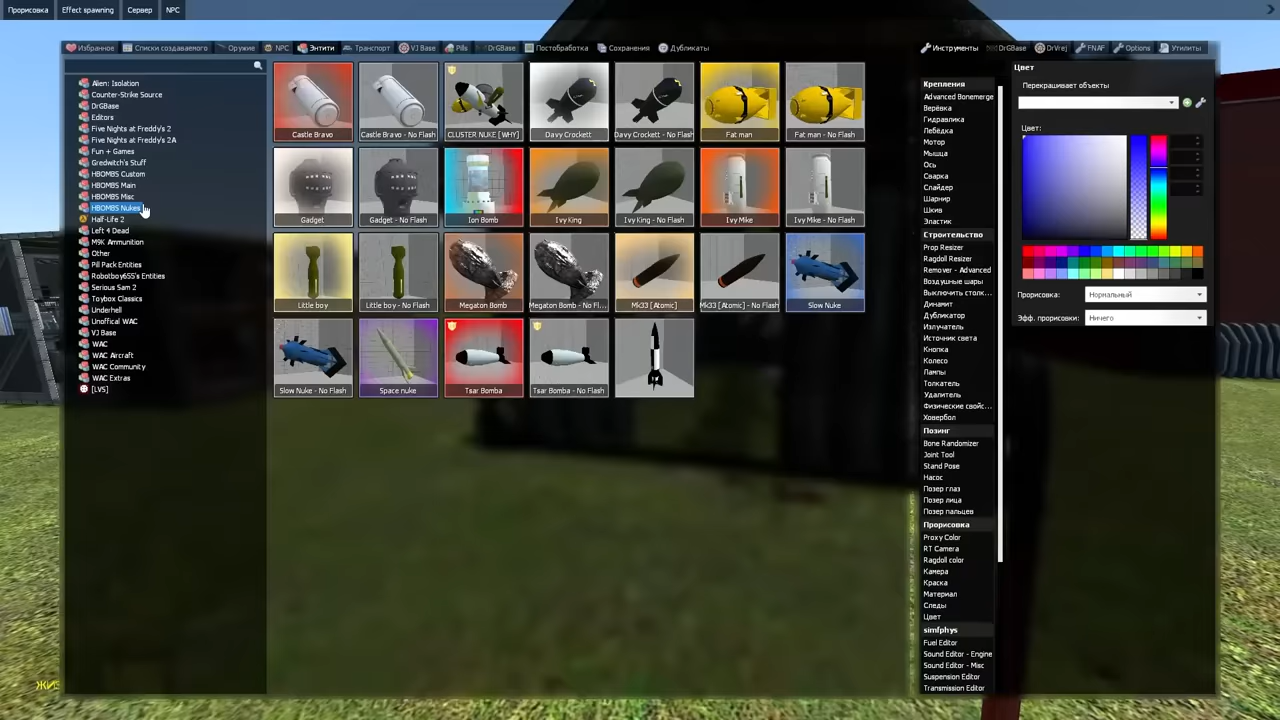 Прорисовка Effect spawning Сервер NPC
Избранное Списки создаваемого Оружие NPC Энтити Транспорт VJ Base Pills DrGBase Постобработка Сохранения Дубликаты
Инструменты DrGBase DrVrej FNAF Options Утилиты
Alien: Isolation
Counter-Strike Source
DrGBase
Editors
Five Nights at Freddy's 2
Five Nights at Freddy's 2A
Fun + Games
Gredwitch's Stuff
HBOMBS Custom
HBOMBS Main
HBOMBS Misc
HBOMBS Nukes
Half-Life 2
Left 4 Dead
M9K Ammunition
Other
Pill Pack Entities
Robotboy655's Entities
Serious Sam 2
Toybox Classics
Underhell
Unoffical WAC
VJ Base
WAC
WAC Aircraft
WAC Community
WAC Extras
[LVS]
Castle Bravo
Castle Bravo - No Flash
CLUSTER NUKE [WHY]
Davy Crockett
Davy Crockett - No Flash
Fat man
Fat man - No Flash
Gadget
Gadget - No Flash
Ion Bomb
Ivy King
Ivy King - No Flash
Ivy Mike
Ivy Mike - No Flash
Little boy
Little boy - No Flash
Megaton Bomb
Megaton Bomb - No Fl...
Mk33 [Atomic]
Mk33 [Atomic] - No Flash
Slow Nuke
Slow Nuke - No Flash
Space nuke
Tsar Bomba
Tsar Bomba - No Flash
Крепления
Advanced Bonemerge
Верёвка
Гидравлика
Лебёдка
Мотор
Мышца
Ось
Сварка
Слайдер
Шарнир
Шкив
Эластик
Строительство
Prop Resizer
Ragdoll Resizer
Remover - Advanced
Воздушные шары
Выключить столк...
Динамит
Дубликатор
Излучатель
Источник света
Кнопка
Колесо
Лампы
Толкатель
Удалитель
Физические свойс...
Ховербол
Позинг
Bone Randomizer
Joint Tool
Stand Pose
Насос
Позер глаз
Позер лица
Позер пальцев
Прорисовка
Proxy Color
RT Camera
Ragdoll color
Камера
Краска
Материал
Следы
Цвет
simfphys
Fuel Editor
Sound Editor - Engine
Sound Editor - Misc
Suspension Editor
Transmission Editor
Цвет
Перекрашивает объекты
Цвет:
Прорисовка: Нормальный
Эфф. прорисовки: Ничего